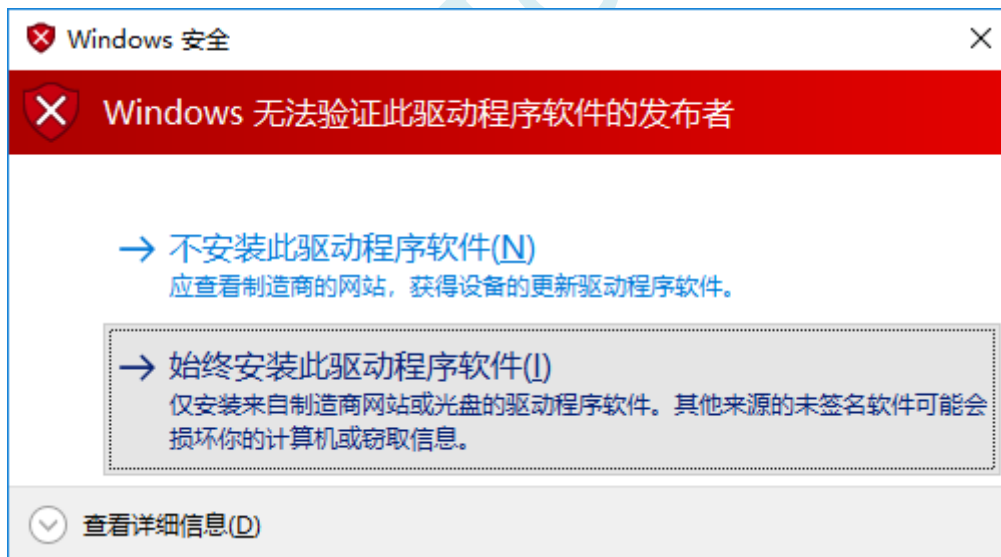 Windows 安全
Windows 无法验证此驱动程序软件的发布者
不安装此驱动程序软件(N)
应查看制造商的网站，获得设备的更新驱动程序软件。
始终安装此驱动程序软件(I)
仅安装来自制造商网站或光盘的驱动程序软件。其他来源的未签名软件可能会
损坏你的计算机或窃取信息。
查看详细信息(D)